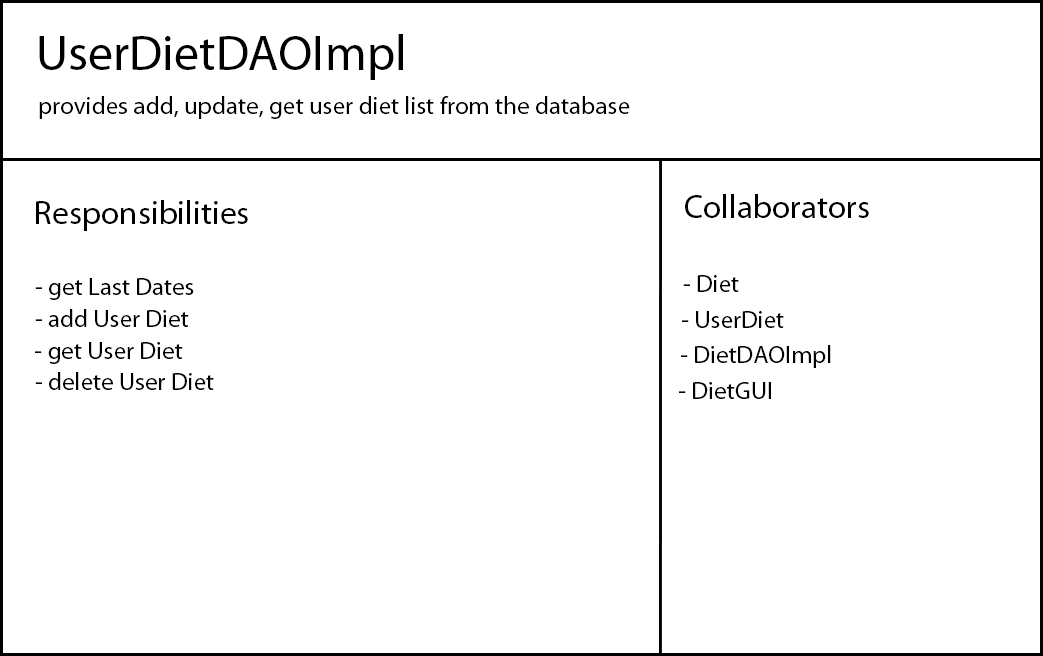 UserDietDAOImpl
provides add, update, get user diet list from the database
Responsibilities
- get Last Dates
- add User Diet
- get User Diet
- delete User Diet
Collaborators
- Diet
- UserDiet
- DietDAOImpl
- DietGUI